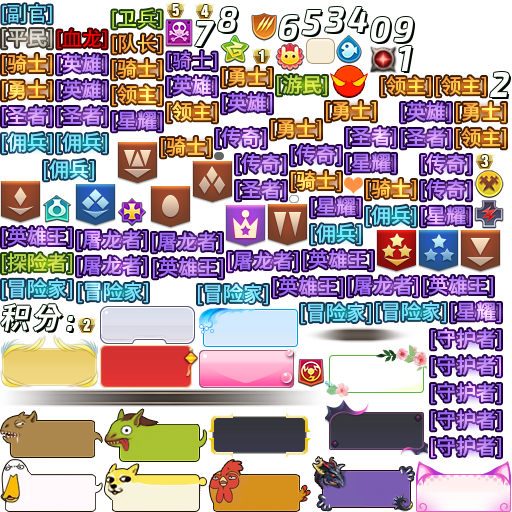 [副官] [卫兵] 5 4 8 6 5 3 4 0 9
[平民] [血龙] [队长] 7 1 1
[骑士] [英雄] [骑士] [骑士] [勇士] [游民] [领主] [领主] 2
[勇士] [英雄] [领主] [英雄] [英雄]
[圣者] [圣者] [星耀] [领主] [勇士] [勇士] [英雄] [勇士]
[佣兵] [佣兵] [骑士] [传奇] [圣者] [圣者] [领主]
[佣兵] [传奇] [传奇] [星耀] [传奇] 3
[圣者] [骑士] [骑士] [传奇]
[星耀] [佣兵] [星耀]
[英雄王] [屠龙者] [屠龙者] [佣兵]
[探险者] [屠龙者] [英雄王] [屠龙者] [英雄王]
[冒险家] [冒险家] [冒险家] [英雄王] [屠龙者] [英雄王]
积分: 2 [冒险家] [冒险家] [星耀]
[守护者]
[守护者]
[守护者]
[守护者]
[守护者]